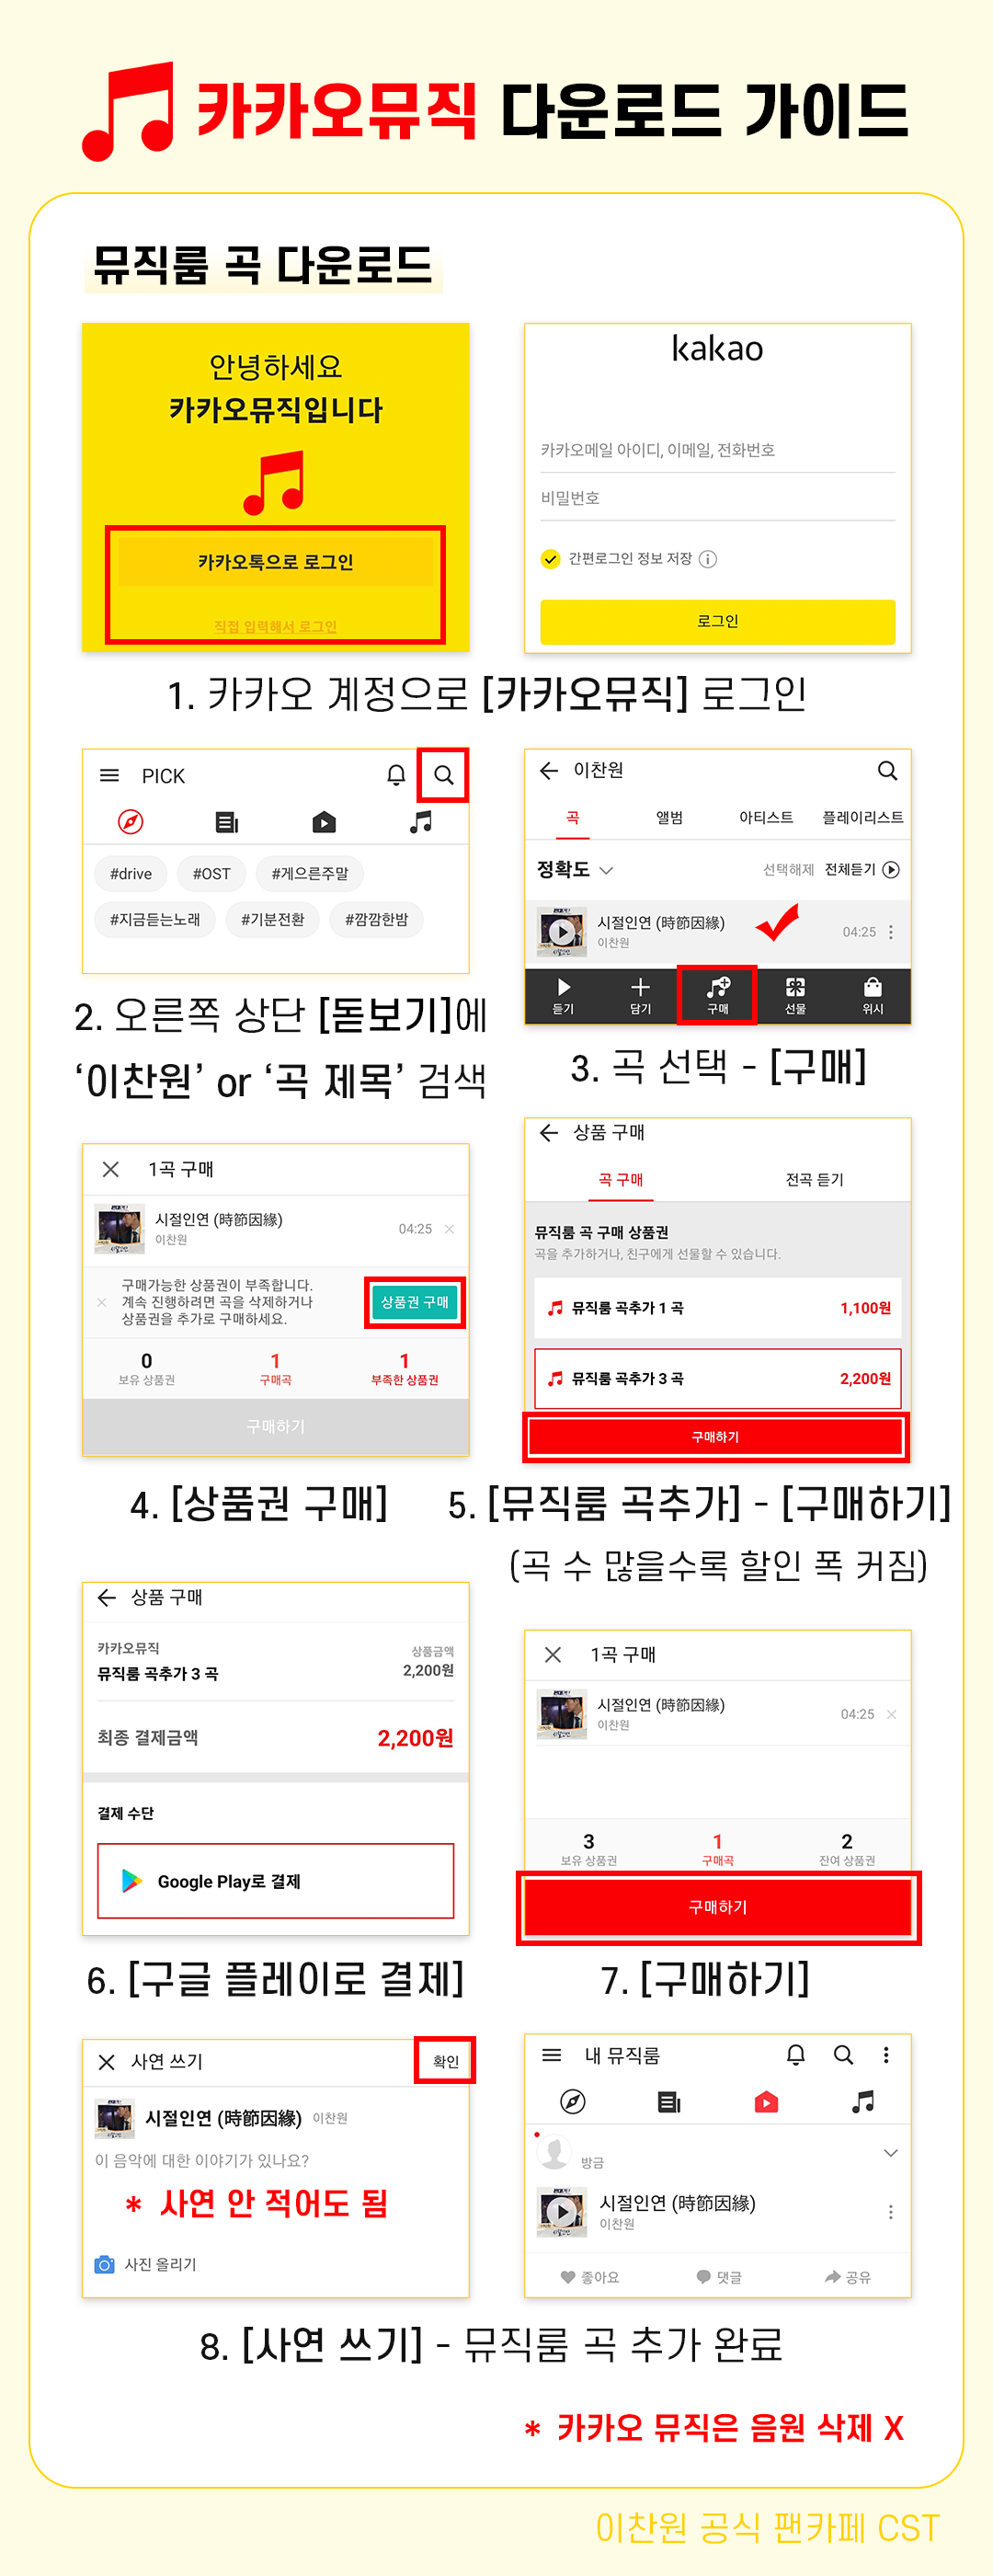 카카오뮤직 다운로드 가이드
뮤직룸 곡 다운로드
안녕하세요
카카오뮤직입니다
카카오톡으로 로그인
직접 입력해서 로그인
kakao
카카오메일 아이디, 이메일, 전화번호
비밀번호
간편로그인 정보 저장
로그인
1. 카카오 계정으로 [카카오뮤직] 로그인
PICK
#drive #OST #게으른주말
#지금듣는노래 #기분전환 #깜깜한밤
2. 오른쪽 상단 [돋보기]에
‘이찬원’ or ‘곡 제목’ 검색
이찬원
곡 앨범 아티스트 플레이리스트
정확도 선택해제 전체듣기
시절인연 (時節因緣)
이찬원
04:25
듣기 담기 구매 선물 위시
3. 곡 선택 - [구매]
1곡 구매
시절인연 (時節因緣)
이찬원
04:25
구매가능한 상품권이 부족합니다.
계속 진행하려면 곡을 삭제하거나
상품권을 추가로 구매하세요.
상품권 구매
0 1 1
보유 상품권 구매곡 부족한 상품권
구매하기
4. [상품권 구매]
상품 구매
곡 구매 전곡 듣기
뮤직룸 곡 구매 상품권
곡을 추가하거나, 친구에게 선물할 수 있습니다.
뮤직룸 곡추가 1 곡 1,100원
뮤직룸 곡추가 3 곡 2,200원
구매하기
5. [뮤직룸 곡추가] - [구매하기]
(곡 수 많을수록 할인 폭 커짐)
상품 구매
카카오뮤직 상품금액
뮤직룸 곡추가 3 곡 2,200원
최종 결제금액 2,200원
결제 수단
Google Play로 결제
6. [구글 플레이로 결제]
1곡 구매
시절인연 (時節因緣)
이찬원
04:25
3 1 2
보유 상품권 구매곡 잔여 상품권
구매하기
7. [구매하기]
사연 쓰기 확인
시절인연 (時節因緣) 이찬원
이 음악에 대한 이야기가 있나요?
* 사연 안 적어도 됨
사진 올리기
내 뮤직룸
방금
시절인연 (時節因緣)
이찬원
좋아요 댓글 공유
8. [사연 쓰기] - 뮤직룸 곡 추가 완료
* 카카오 뮤직은 음원 삭제 X
이찬원 공식 팬카페 CST